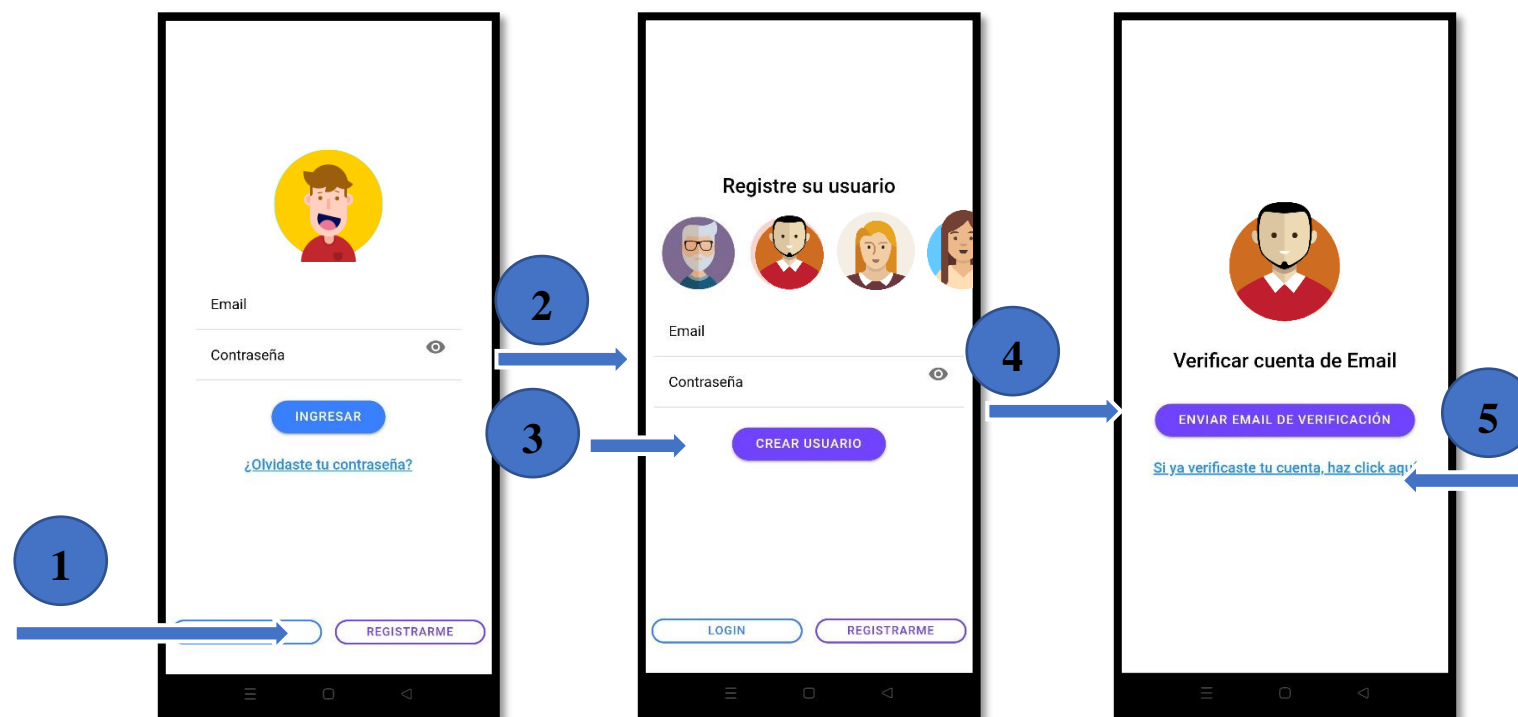 Email
Contraseña
INGRESAR
¿Olvidaste tu contraseña?
1
REGISTRARME
2
Registre su usuario
Email
Contraseña
3
CREAR USUARIO
LOGIN
REGISTRARME
4
Verificar cuenta de Email
ENVIAR EMAIL DE VERIFICACIÓN
5
Si ya verificaste tu cuenta, haz click aquí